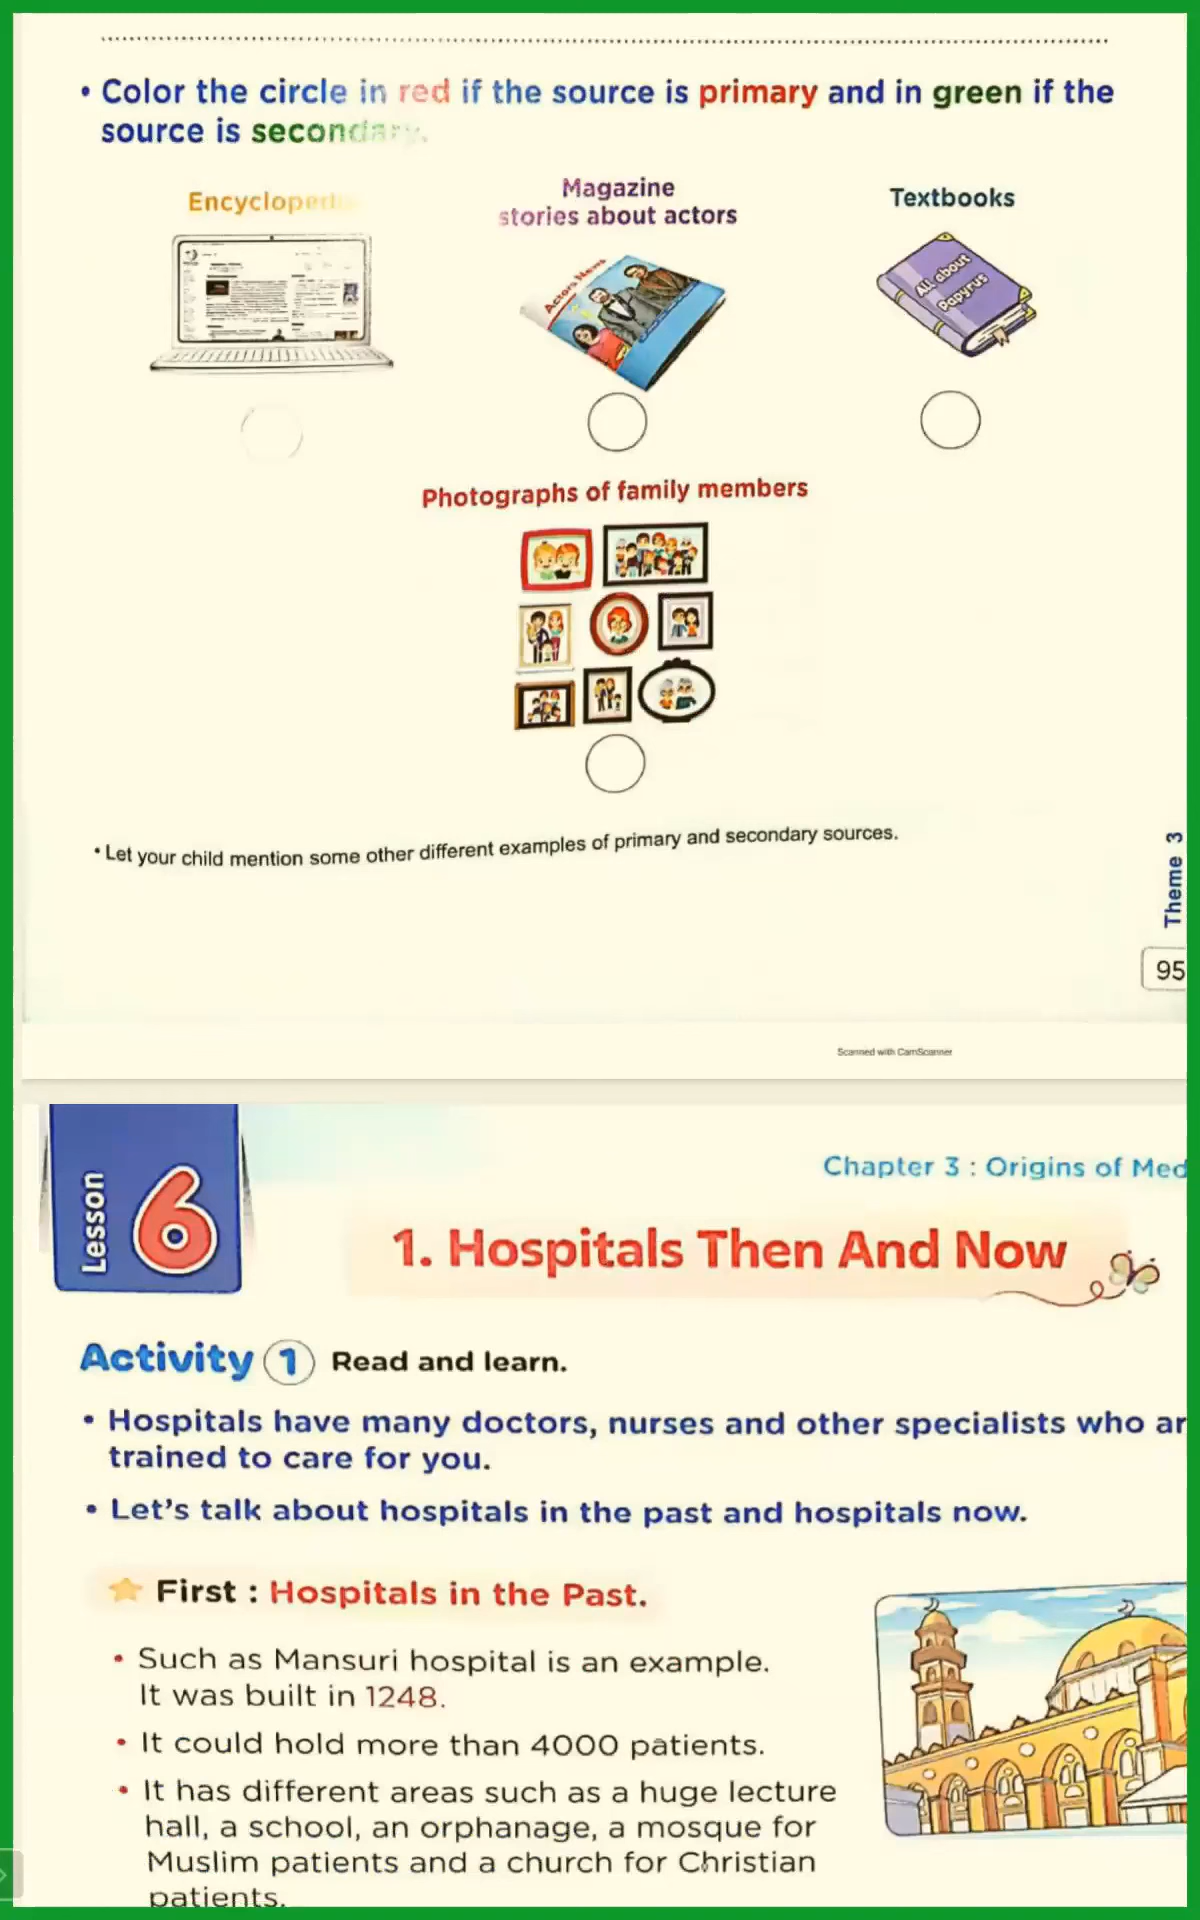 • Color the circle in red if the source is primary and in green if the
source is secondary.
Encyclopedia
Magazine
stories about actors
Textbooks
Actors News
All about
Papyrus
Photographs of family members
• Let your child mention some other different examples of primary and secondary sources.
Theme 3
95
Scanned with CamScanner
Lesson
6
Chapter 3 : Origins of Med
1. Hospitals Then And Now
Activity 1 Read and learn.
• Hospitals have many doctors, nurses and other specialists who ar
trained to care for you.
• Let's talk about hospitals in the past and hospitals now.
First : Hospitals in the Past.
• Such as Mansuri hospital is an example.
It was built in 1248.
• It could hold more than 4000 patients.
• It has different areas such as a huge lecture
hall, a school, an orphanage, a mosque for
Muslim patients and a church for Christian
patients.